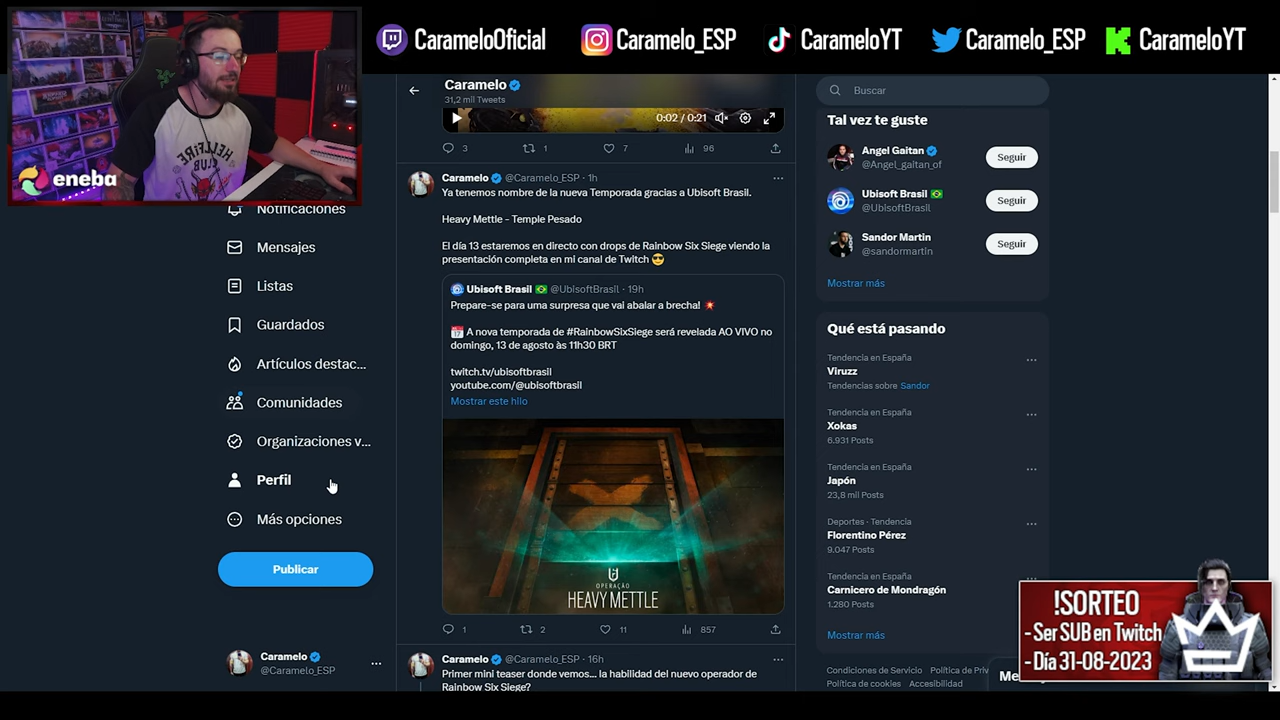 CarameloOficial
Caramelo_ESP
CarameloYT
Caramelo_ESP
CarameloYT
HELLFIRE
CLUB
eneba
Notificaciones
Mensajes
Listas
Guardados
Artículos destac...
Comunidades
Organizaciones v...
Perfil
Más opciones
Publicar
Caramelo
@Caramelo_ESP
Caramelo
31,2 mil Tweets
0:02 / 0:21
3 1 7 96
Caramelo @Caramelo_ESP · 1h
Ya tenemos nombre de la nueva Temporada gracias a Ubisoft Brasil.
Heavy Mettle - Temple Pesado
El día 13 estaremos en directo con drops de Rainbow Six Siege viendo la
presentación completa en mi canal de Twitch 😎
Ubisoft Brasil 🇧🇷 @UbisoftBrasil · 19h
Prepare-se para uma surpresa que vai abalar a brecha! 💥
📅 A nova temporada de #RainbowSixSiege será revelada AO VIVO no
domingo, 13 de agosto às 11h30 BRT
twitch.tv/ubisoftbrasil
youtube.com/@ubisoftbrasil
Mostrar este hilo
OPERAÇÃO
HEAVY METTLE
1 2 11 857
Caramelo @Caramelo_ESP · 16h
Primer mini teaser donde vemos... la habilidad del nuevo operador de
Rainbow Six Siege?
Buscar
Tal vez te guste
Angel Gaitan
@Angel_gaitan_of
Seguir
Ubisoft Brasil 🇧🇷
@UbisoftBrasil
Seguir
Sandor Martin
@sandormartin
Seguir
Mostrar más
Qué está pasando
Tendencia en España
Viruzz
Tendencias sobre Sandor
Tendencia en España
Xokas
6.931 Posts
Tendencia en España
Japón
23,8 mil Posts
Deportes · Tendencia
Florentino Pérez
9.047 Posts
Tendencia en España
Carnicero de Mondragón
1.280 Posts
Mostrar más
Condiciones de Servicio Política de Priv
Política de cookies Accesibilidad
!SORTEO
- Ser SUB en Twitch
- Día 31-08-2023